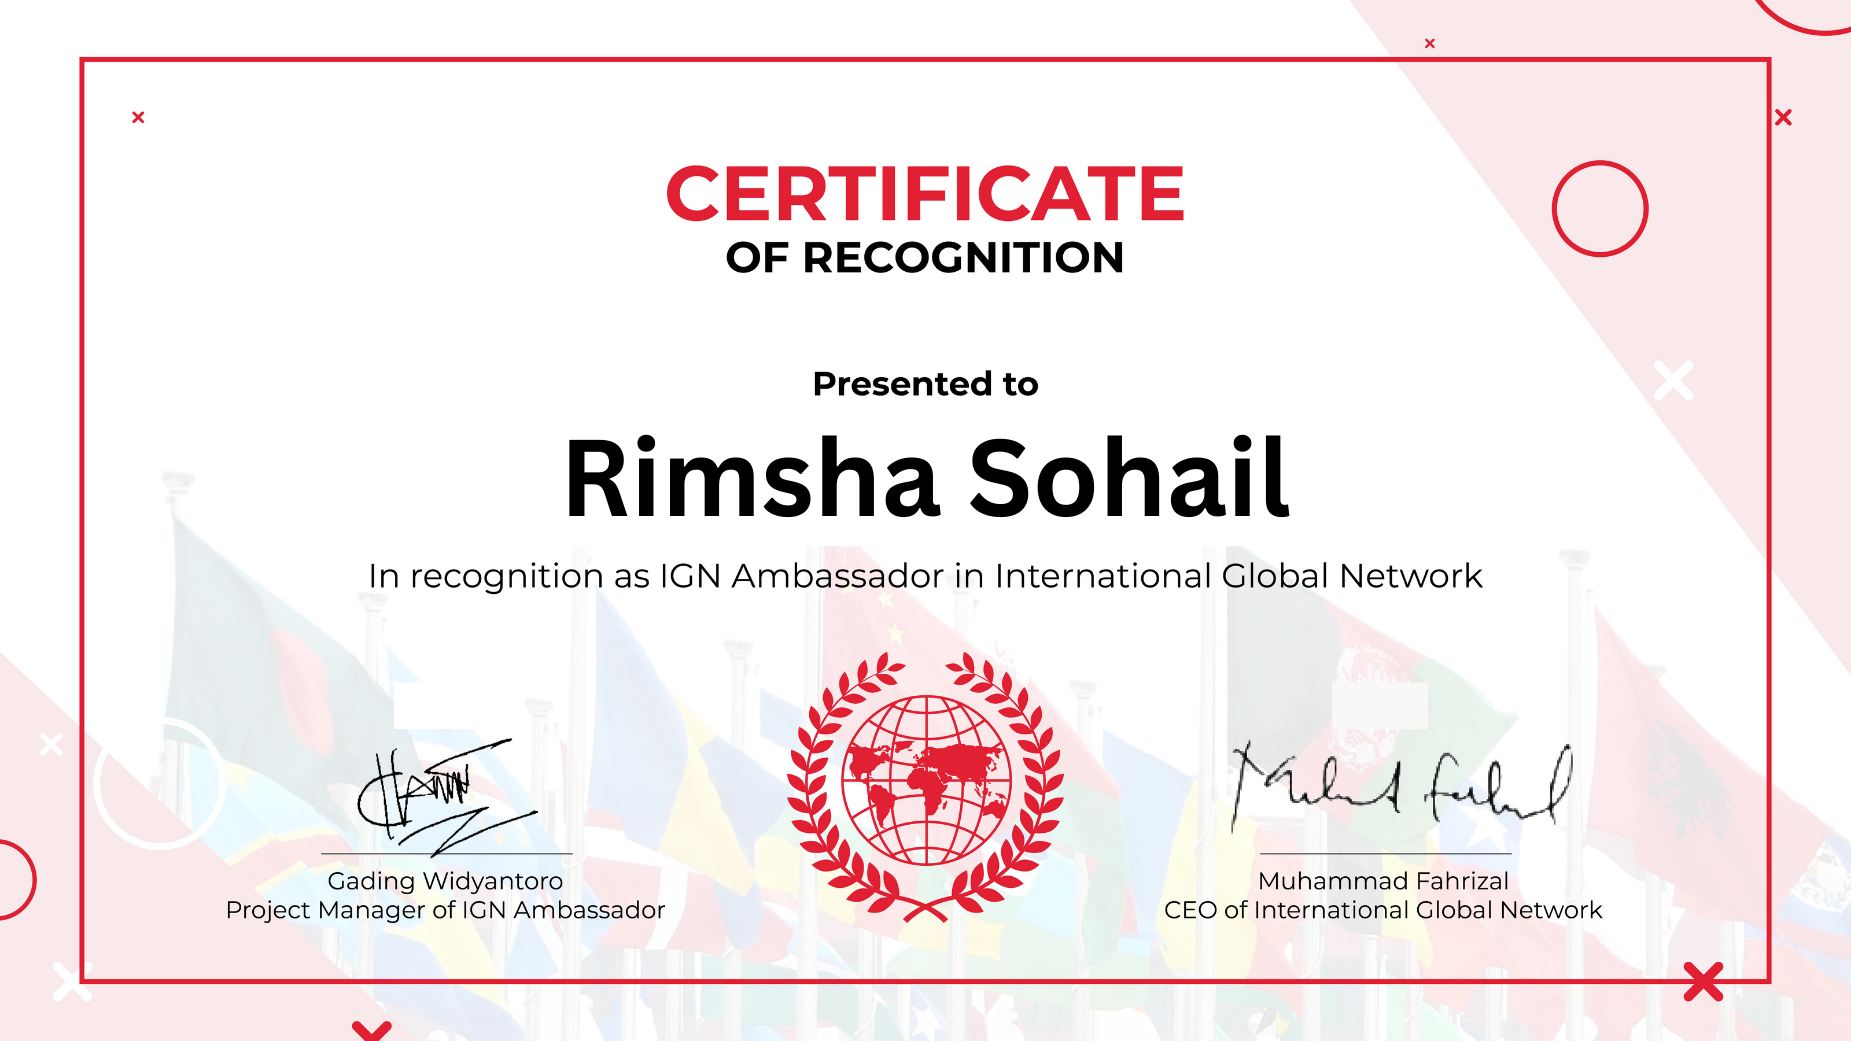 CERTIFICATE
OF RECOGNITION
Presented to
Rimsha Sohail
In recognition as IGN Ambassador in International Global Network
Gading Widyantoro
Project Manager of IGN Ambassador
Muhammad Fahrizal
CEO of International Global Network